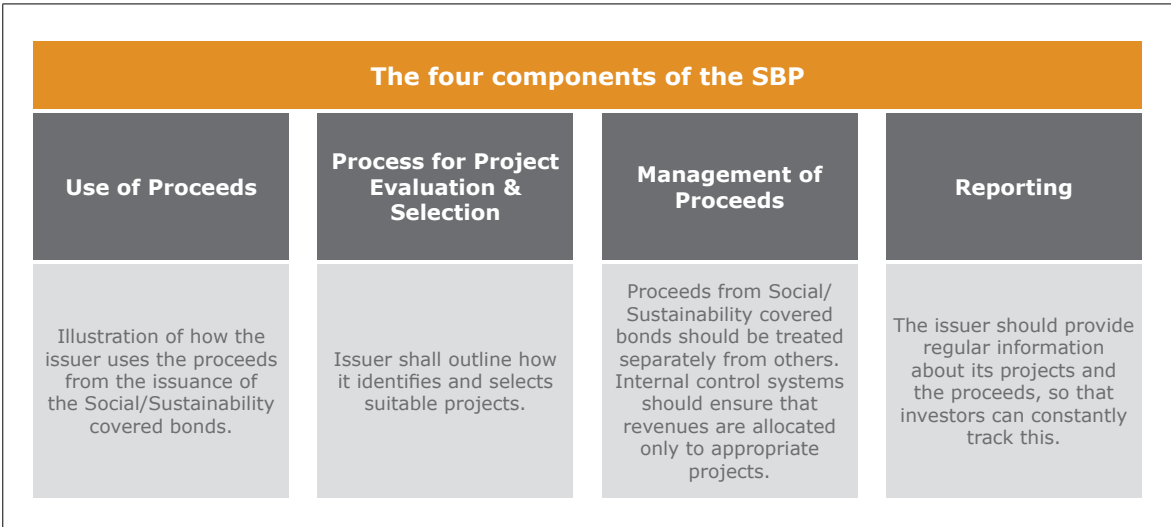 The four components of the SBP
Use of Proceeds
Process for Project
Evaluation &
Selection
Management of
Proceeds
Reporting
Illustration of how the
issuer uses the proceeds
from the issuance of
the Social/Sustainability
covered bonds.
Issuer shall outline how
it identifies and selects
suitable projects.
Proceeds from Social/
Sustainability covered
bonds should be treated
separately from others.
Internal control systems
should ensure that
revenues are allocated
only to appropriate
projects.
The issuer should provide
regular information
about its projects and
the proceeds, so that
investors can constantly
track this.